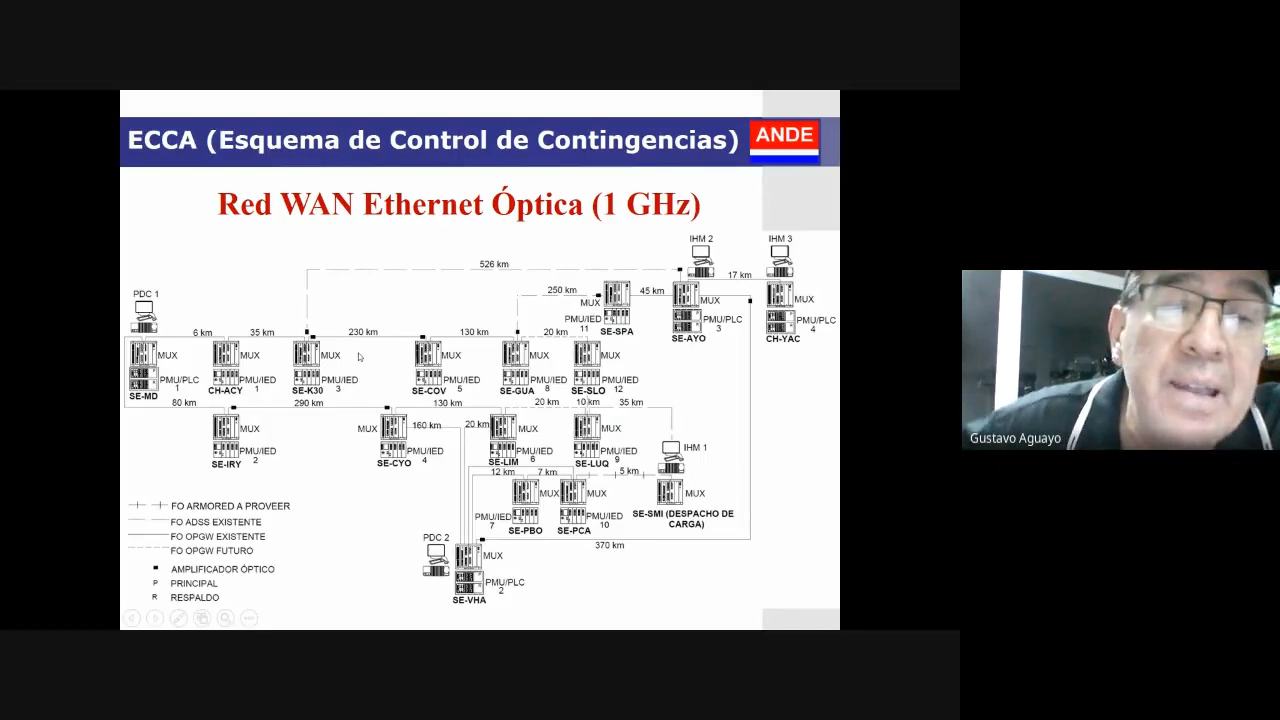 ECCA (Esquema de Control de Contingencias)
ANDE
Red WAN Ethernet Óptica (1 GHz)
IHM 2
IHM 3
526 km
17 km
PDC 1
250 km
45 km
MUX
MUX
MUX
PMU/IED
11
SE-SPA
PMU/PLC
3
SE-AYO
PMU/PLC
4
CH-YAC
6 km
35 km
230 km
130 km
20 km
MUX
MUX
MUX
MUX
MUX
MUX
PMU/PLC
1
PMU/IED
1
PMU/IED
3
PMU/IED
5
PMU/IED
8
PMU/IED
12
SE-MD
CH-ACY
SE-K30
SE-COV
SE-GUA
SE-SLO
80 km
290 km
130 km
20 km
10 km
35 km
MUX
MUX
160 km
20 km
MUX
MUX
PMU/IED
2
PMU/IED
4
PMU/IED
6
PMU/IED
9
SE-IRY
SE-CYO
SE-LIM
SE-LUQ
IHM 1
12 km
7 km
5 km
MUX
MUX
MUX
PMU/IED
7
PMU/IED
10
SE-PBO
SE-PCA
SE-SMI (DESPACHO DE
CARGA)
370 km
PDC 2
MUX
PMU/PLC
2
SE-VHA
FO ARMORED A PROVEER
FO ADSS EXISTENTE
FO OPGW EXISTENTE
FO OPGW FUTURO
AMPLIFICADOR ÓPTICO
P PRINCIPAL
R RESPALDO
Gustavo Aguayo